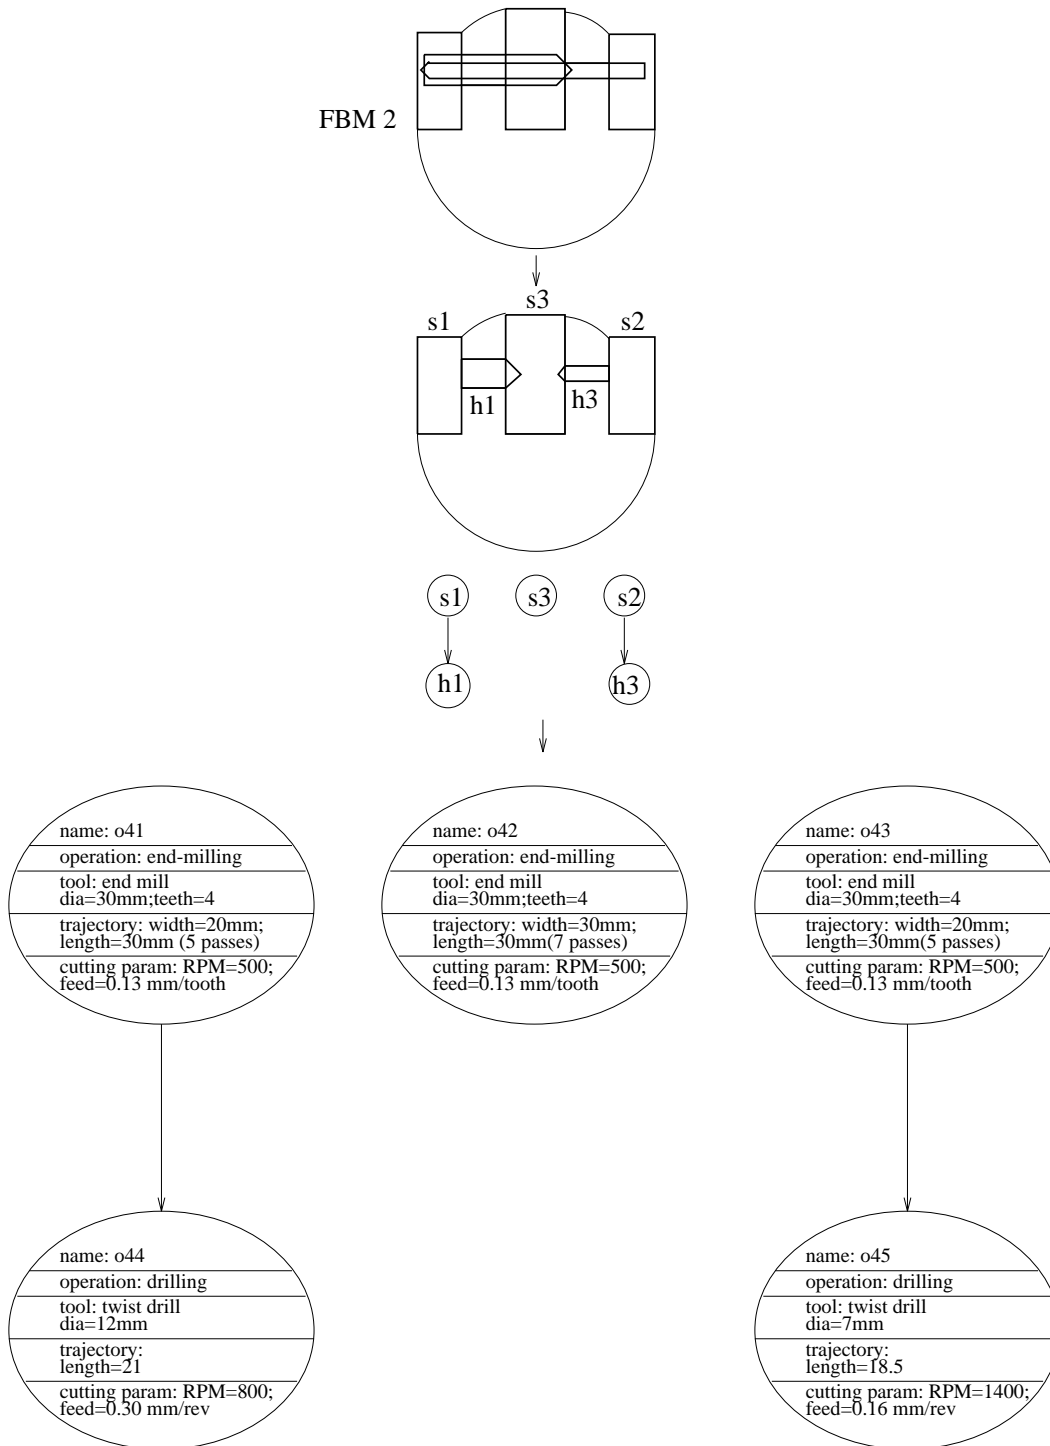 FBM 2
s3
s1
s2
h1
h3
s1
s3
s2
h1
h3
name: o41
operation: end-milling
tool: end mill
dia=30mm;teeth=4
trajectory: width=20mm;
length=30mm (5 passes)
cutting param: RPM=500;
feed=0.13 mm/tooth
name: o42
operation: end-milling
tool: end mill
dia=30mm;teeth=4
trajectory: width=30mm;
length=30mm(7 passes)
cutting param: RPM=500;
feed=0.13 mm/tooth
name: o43
operation: end-milling
tool: end mill
dia=30mm;teeth=4
trajectory: width=20mm;
length=30mm(5 passes)
cutting param: RPM=500;
feed=0.13 mm/tooth
name: o44
operation: drilling
tool: twist drill
dia=12mm
trajectory:
length=21
cutting param: RPM=800;
feed=0.30 mm/rev
name: o45
operation: drilling
tool: twist drill
dia=7mm
trajectory:
length=18.5
cutting param: RPM=1400;
feed=0.16 mm/rev